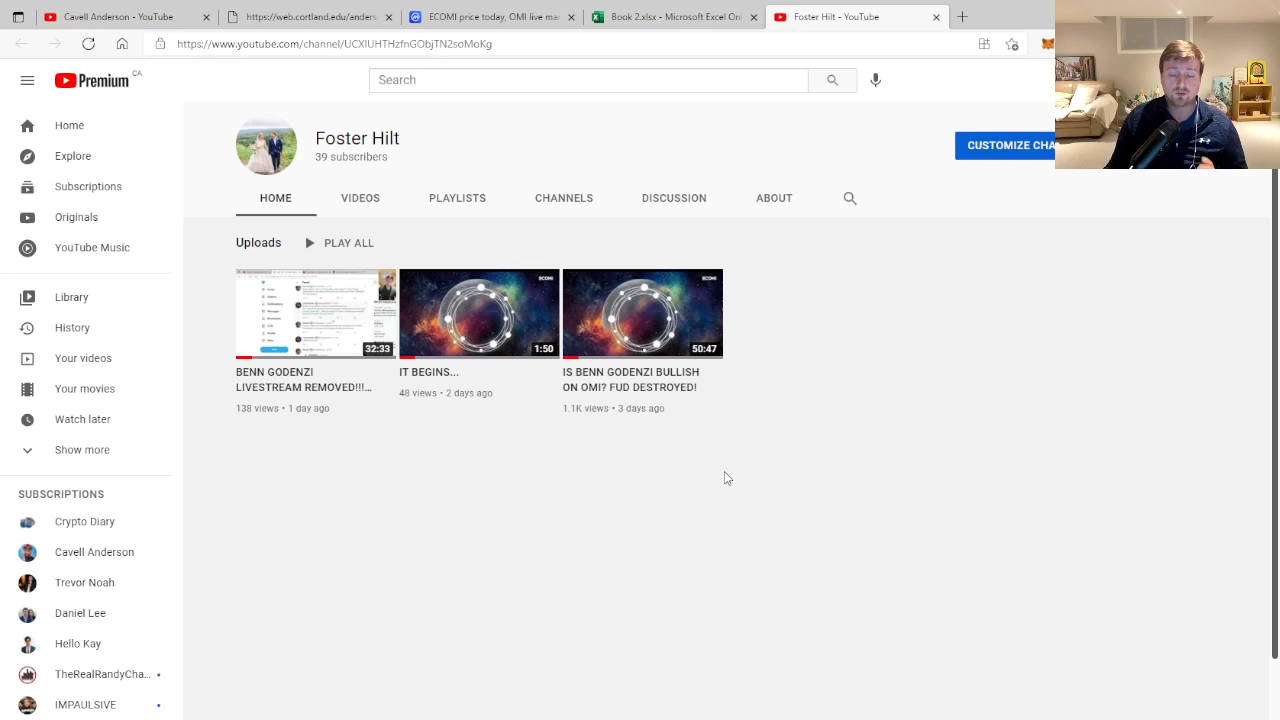 Cavell Anderson - YouTube
https://web.cortland.edu/anders
ECOMI price today, OMI live ma
Book 2.xlsx - Microsoft Excel Onl
Foster Hilt - YouTube
https://www.youtube.com/channel/UCXIUHTHzfnGObjTN2soMoKg
Premium CA
Search
Foster Hilt
39 subscribers
CUSTOMIZE CHA
HOME
VIDEOS
PLAYLISTS
CHANNELS
DISCUSSION
ABOUT
Home
Explore
Subscriptions
Originals
YouTube Music
Library
History
Your videos
Your movies
Watch later
Show more
SUBSCRIPTIONS
Crypto Diary
Cavell Anderson
Trevor Noah
Daniel Lee
Hello Kay
TheRealRandyCha...
IMPAULSIVE
Uploads
PLAY ALL
32:33
BENN GODENZI
LIVESTREAM REMOVED!!!...
138 views • 1 day ago
ECOMI
1:50
IT BEGINS...
48 views • 2 days ago
ECOMI
50:47
IS BENN GODENZI BULLISH
ON OMI? FUD DESTROYED!
1.1K views • 3 days ago